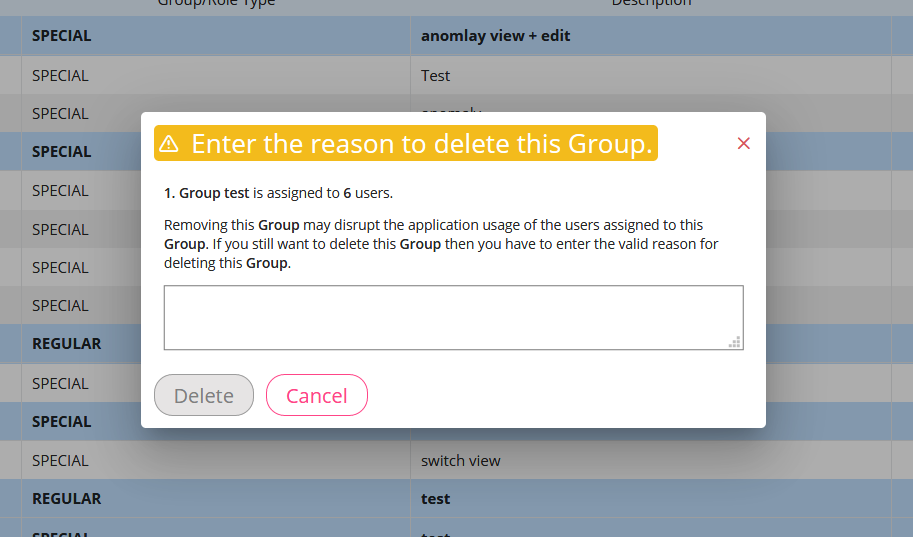 Group/Role Type Description
SPECIAL anomlay view + edit
SPECIAL Test
SPECIAL anomaly
Enter the reason to delete this Group.
SPECIAL
1. Group test is assigned to 6 users.
SPECIAL
Removing this Group may disrupt the application usage of the users assigned to this
SPECIAL
Group. If you still want to delete this Group then you have to enter the valid reason for
deleting this Group.
SPECIAL
SPECIAL
REGULAR
SPECIAL
Delete Cancel
SPECIAL
SPECIAL switch view
REGULAR test
SPECIAL test